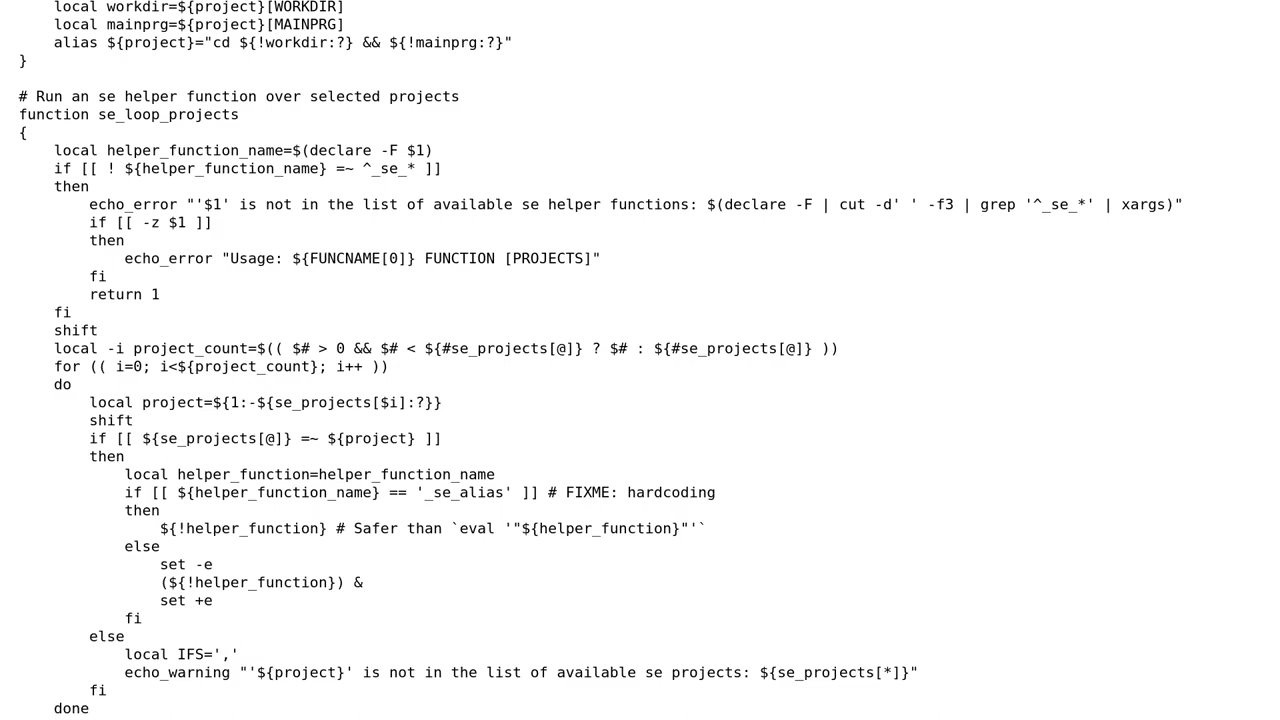 local workdir=${project}[WORKDIR]
    local mainprg=${project}[MAINPRG]
    alias ${project}="cd ${!workdir:?} && ${!mainprg:?}"
}

# Run an se helper function over selected projects
function se_loop_projects
{
    local helper_function_name=$(declare -F $1)
    if [[ ! ${helper_function_name} =~ ^_se_* ]]
    then
        echo_error "'$1' is not in the list of available se helper functions: $(declare -F | cut -d' ' -f3 | grep '^_se_*' | xargs)"
        if [[ -z $1 ]]
        then
            echo_error "Usage: ${FUNCNAME[0]} FUNCTION [PROJECTS]"
        fi
        return 1
    fi
    shift
    local -i project_count=$(( $# > 0 && $# < ${#se_projects[@]} ? $# : ${#se_projects[@]} ))
    for (( i=0; i<${project_count}; i++ ))
    do
        local project=${1:-${se_projects[$i]:?}}
        shift
        if [[ ${se_projects[@]} =~ ${project} ]]
        then
            local helper_function=helper_function_name
            if [[ ${helper_function_name} == '_se_alias' ]] # FIXME: hardcoding
            then
                ${!helper_function} # Safer than `eval '"${helper_function}"'`
            else
                set -e
                (${!helper_function}) &
                set +e
            fi
        else
            local IFS=','
            echo_warning "'${project}' is not in the list of available se projects: ${se_projects[*]}"
        fi
    done